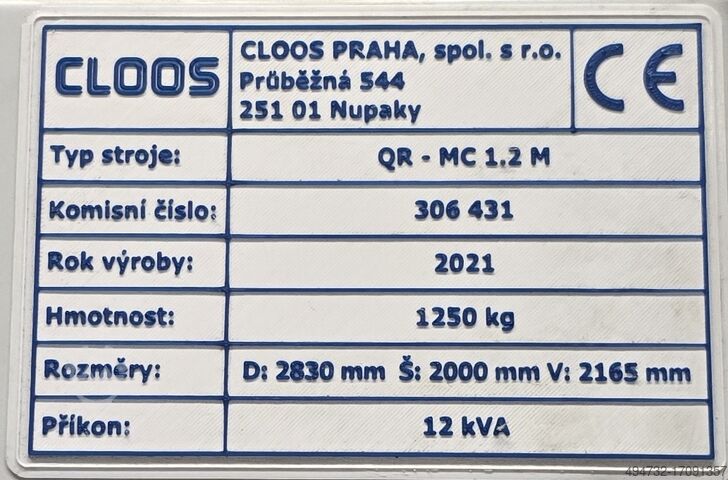 CLOOS
CLOOS PRAHA, spol. s r.o.
Průběžná 544
251 01 Nupaky
CE
Typ stroje: QR - MC 1.2 M
Komisní číslo: 306 431
Rok výroby: 2021
Hmotnost: 1250 kg
Rozměry: D: 2830 mm Š: 2000 mm V: 2165 mm
Příkon: 12 kVA
494732-17091357